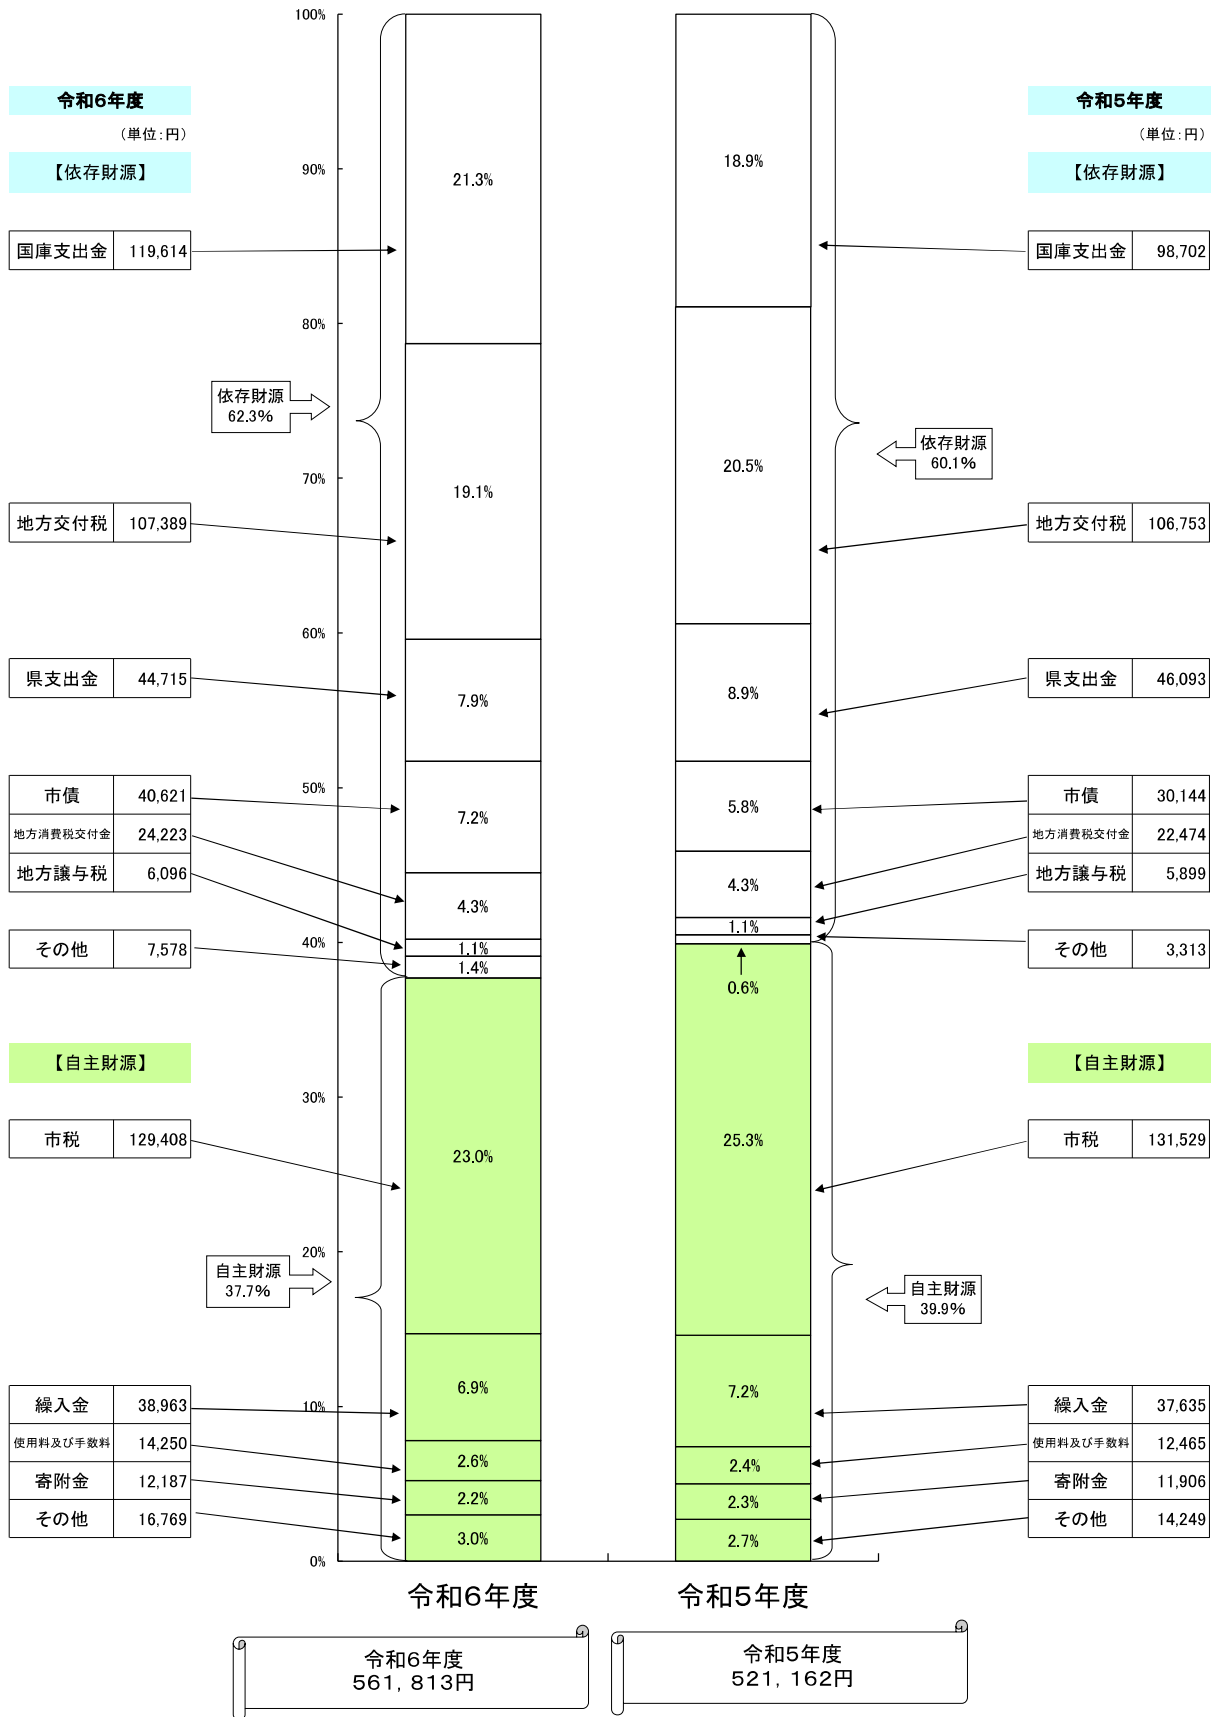 令和6年度
（単位：円）
【依存財源】
国庫支出金 119,614
地方交付税 107,389
県支出金 44,715
市債 40,621
地方消費税交付金 24,223
地方譲与税 6,096
その他 7,578
【自主財源】
市税 129,408
繰入金 38,963
使用料及び手数料 14,250
寄附金 12,187
その他 16,769
依存財源
62.3%
自主財源
37.7%
100%
90%
80%
70%
60%
50%
40%
30%
20%
10%
0%
21.3%
19.1%
7.9%
7.2%
4.3%
1.1%
1.4%
23.0%
6.9%
2.6%
2.2%
3.0%
令和6年度
18.9%
20.5%
8.9%
5.8%
4.3%
1.1%
0.6%
25.3%
7.2%
2.4%
2.3%
2.7%
令和5年度
依存財源
60.1%
自主財源
39.9%
令和5年度
（単位：円）
【依存財源】
国庫支出金 98,702
地方交付税 106,753
県支出金 46,093
市債 30,144
地方消費税交付金 22,474
地方譲与税 5,899
その他 3,313
【自主財源】
市税 131,529
繰入金 37,635
使用料及び手数料 12,465
寄附金 11,906
その他 14,249
令和6年度
561,813円
令和5年度
521,162円